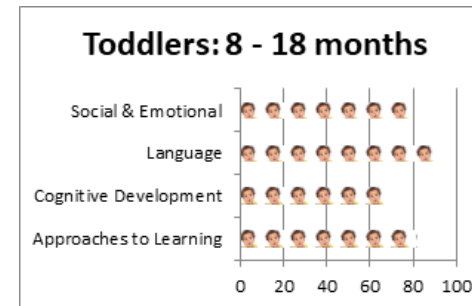 Toddlers: 8 - 18 months
Social & Emotional
Language
Cognitive Development
Approaches to Learning
0 20 40 60 80 100